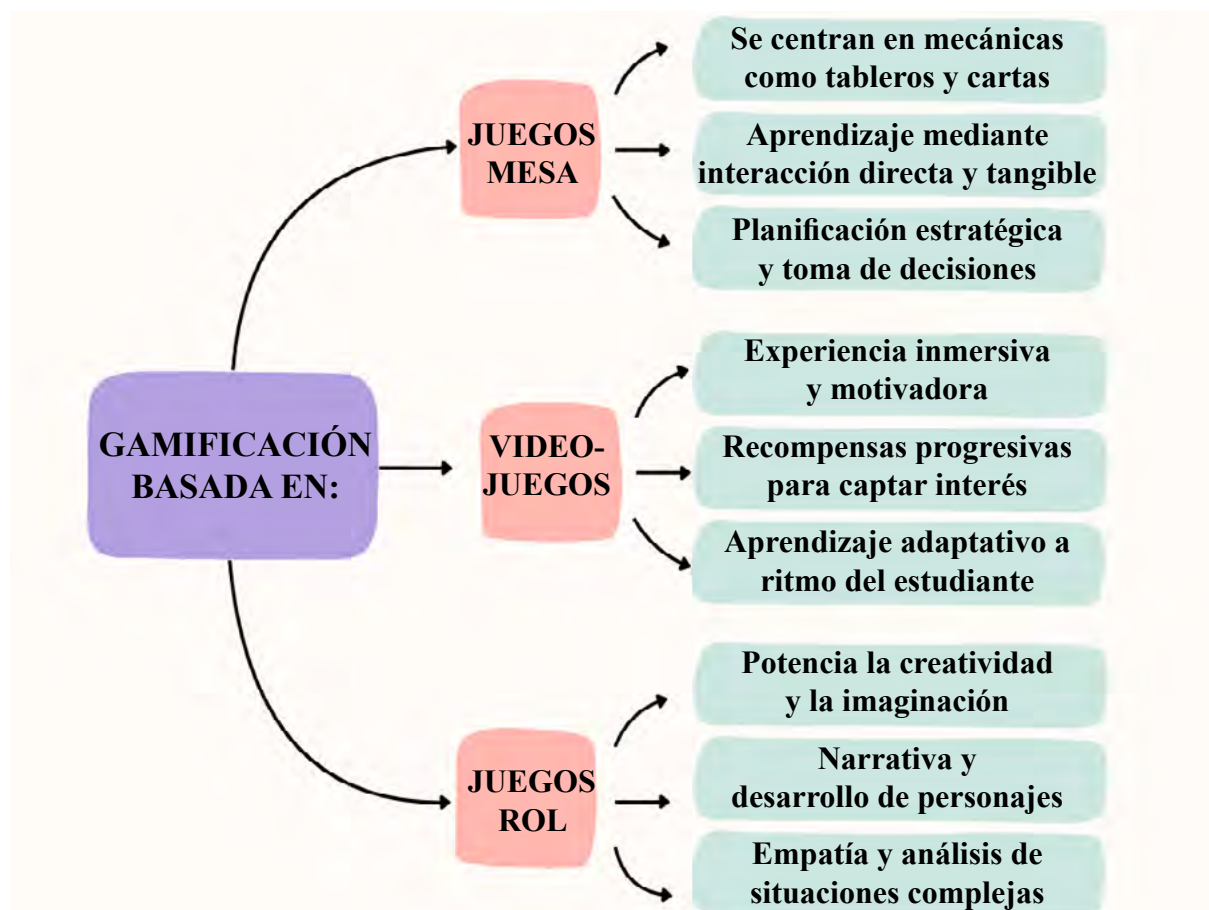 Se centran en mecánicas
como tableros y cartas
JUEGOS
MESA
Aprendizaje mediante
interacción directa y tangible
Planificación estratégica
y toma de decisiones
GAMIFICACIÓN
BASADA EN:
Experiencia inmersiva
y motivadora
VIDEO-
JUEGOS
Recompensas progresivas
para captar interés
Aprendizaje adaptativo a
ritmo del estudiante
Potencia la creatividad
y la imaginación
JUEGOS
ROL
Narrativa y
desarrollo de personajes
Empatía y análisis de
situaciones complejas